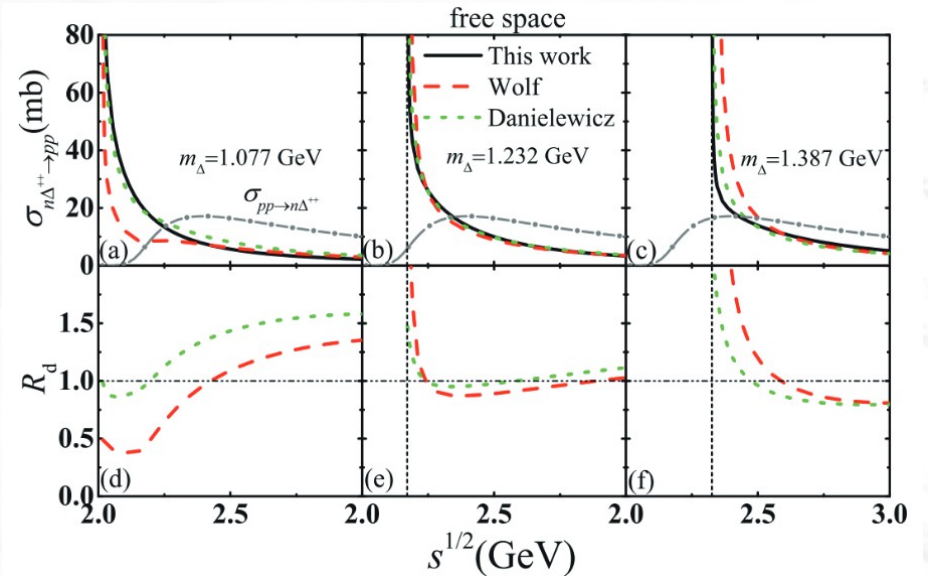 free space
80
60
40
20
0
σnΔ++→pp(mb)
mΔ=1.077 GeV
σpp→nΔ++
(a)
This work
Wolf
Danielewicz
mΔ=1.232 GeV
(b)
mΔ=1.387 GeV
(c)
1.5
1.0
0.5
0.0
Rd
(d)
(e)
(f)
2.0 2.5 2.0 2.5 2.0 2.5 3.0
s1/2(GeV)